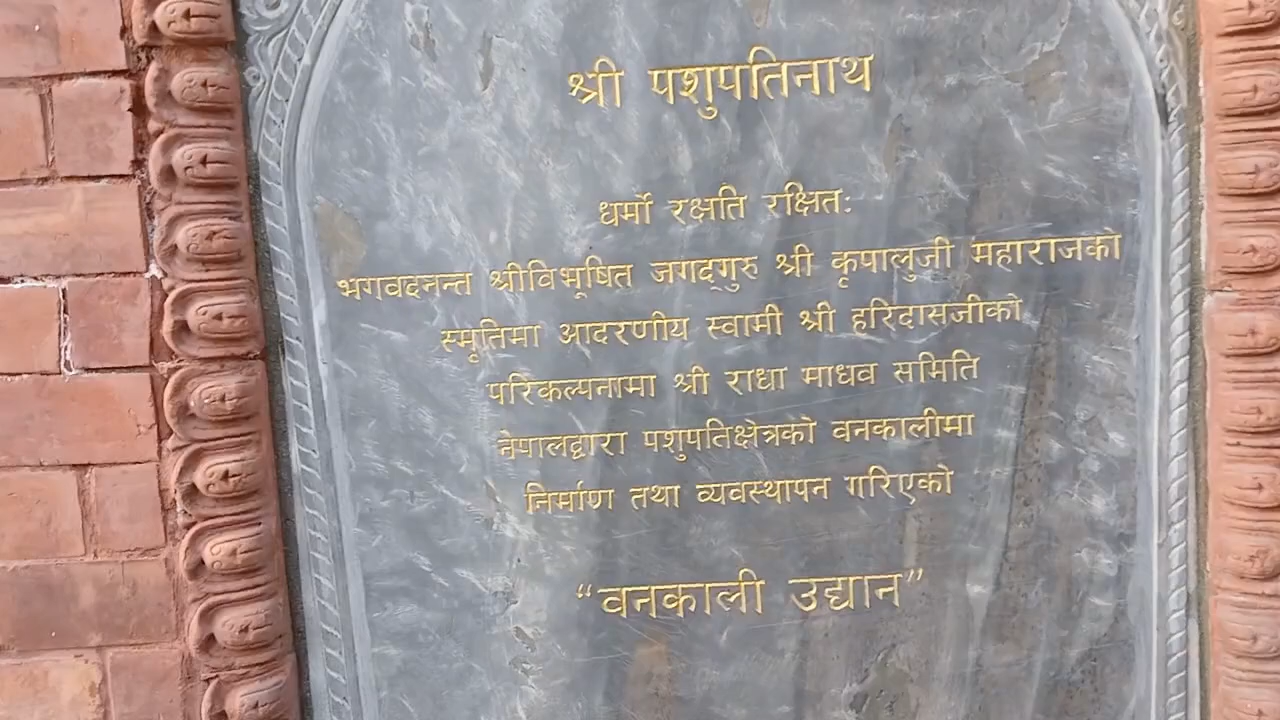 श्री पशुपतिनाथ
धर्मो रक्षति रक्षितः
भगवदनन्त श्रीविभूषित जगद्गुरु श्री कृपालुजी महाराजको
स्मृतिमा आदरणीय स्वामी श्री हरिदासजीको
परिकल्पनामा श्री राधा माधव समिति
नेपालद्वारा पशुपतिक्षेत्रको वनकालीमा
निर्माण तथा व्यवस्थापन गरिएको
“वनकाली उद्यान”